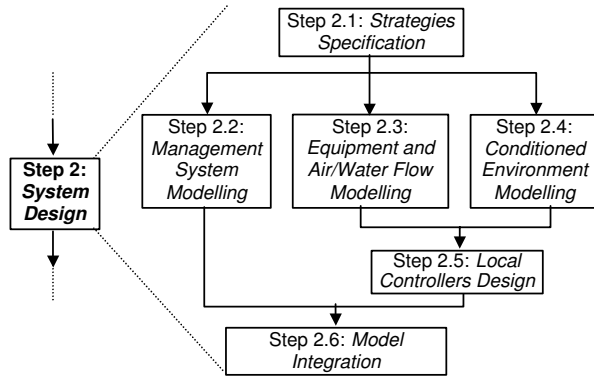 Step 2.1: Strategies
Specification
Step 2.2:
Management
System
Modelling
Step 2.3:
Equipment and
Air/Water Flow
Modelling
Step 2.4:
Conditioned
Environment
Modelling
Step 2:
System
Design
Step 2.5: Local
Controllers Design
Step 2.6: Model
Integration